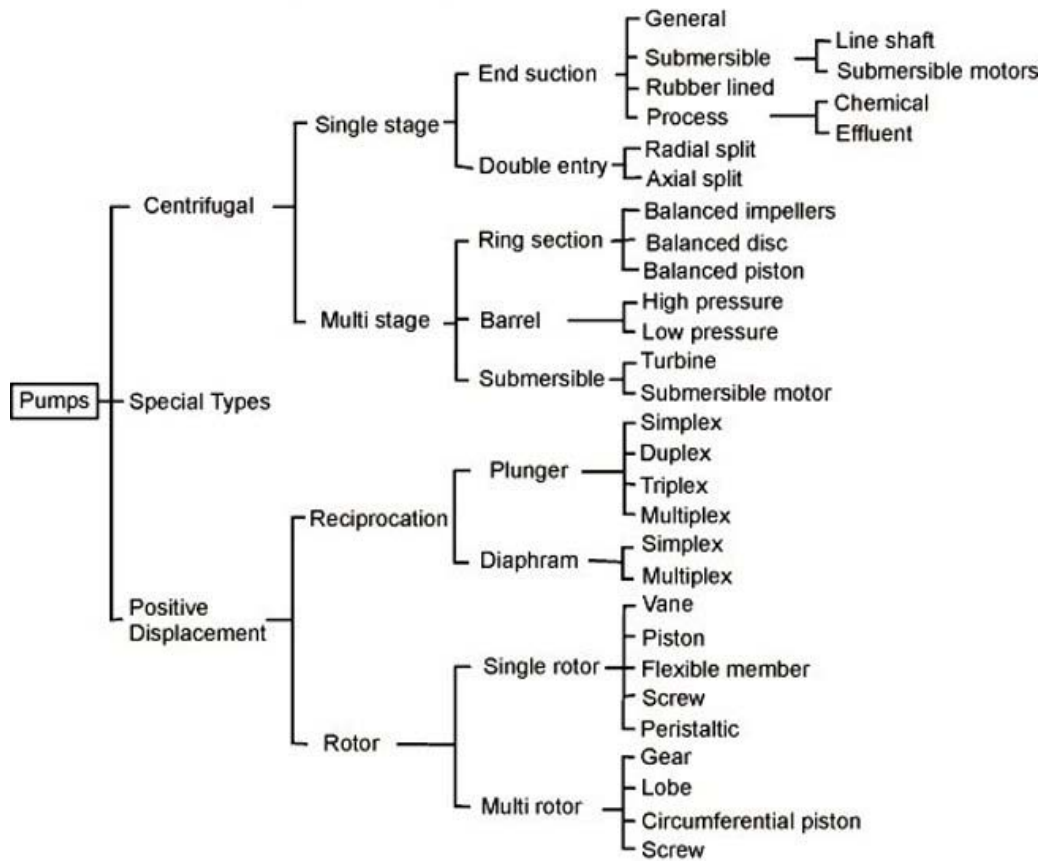 General
Submersible
Line shaft
Submersible motors
End suction
Rubber lined
Process
Chemical
Effluent
Single stage
Double entry
Radial split
Axial split
Centrifugal
Ring section
Balanced impellers
Balanced disc
Balanced piston
Multi stage
Barrel
High pressure
Low pressure
Submersible
Turbine
Submersible motor
Pumps
Special Types
Plunger
Simplex
Duplex
Triplex
Multiplex
Reciprocation
Diaphram
Simplex
Multiplex
Positive
Displacement
Single rotor
Vane
Piston
Flexible member
Screw
Peristaltic
Rotor
Multi rotor
Gear
Lobe
Circumferential piston
Screw